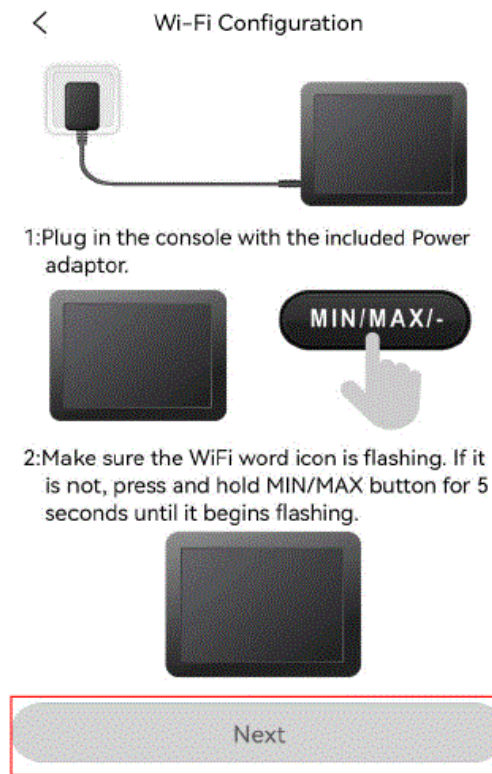 Wi-Fi Configuration
1:Plug in the console with the included Power
adaptor.
MIN/MAX/-
2:Make sure the WiFi word icon is flashing. If it
is not, press and hold MIN/MAX button for 5
seconds until it begins flashing.
Next